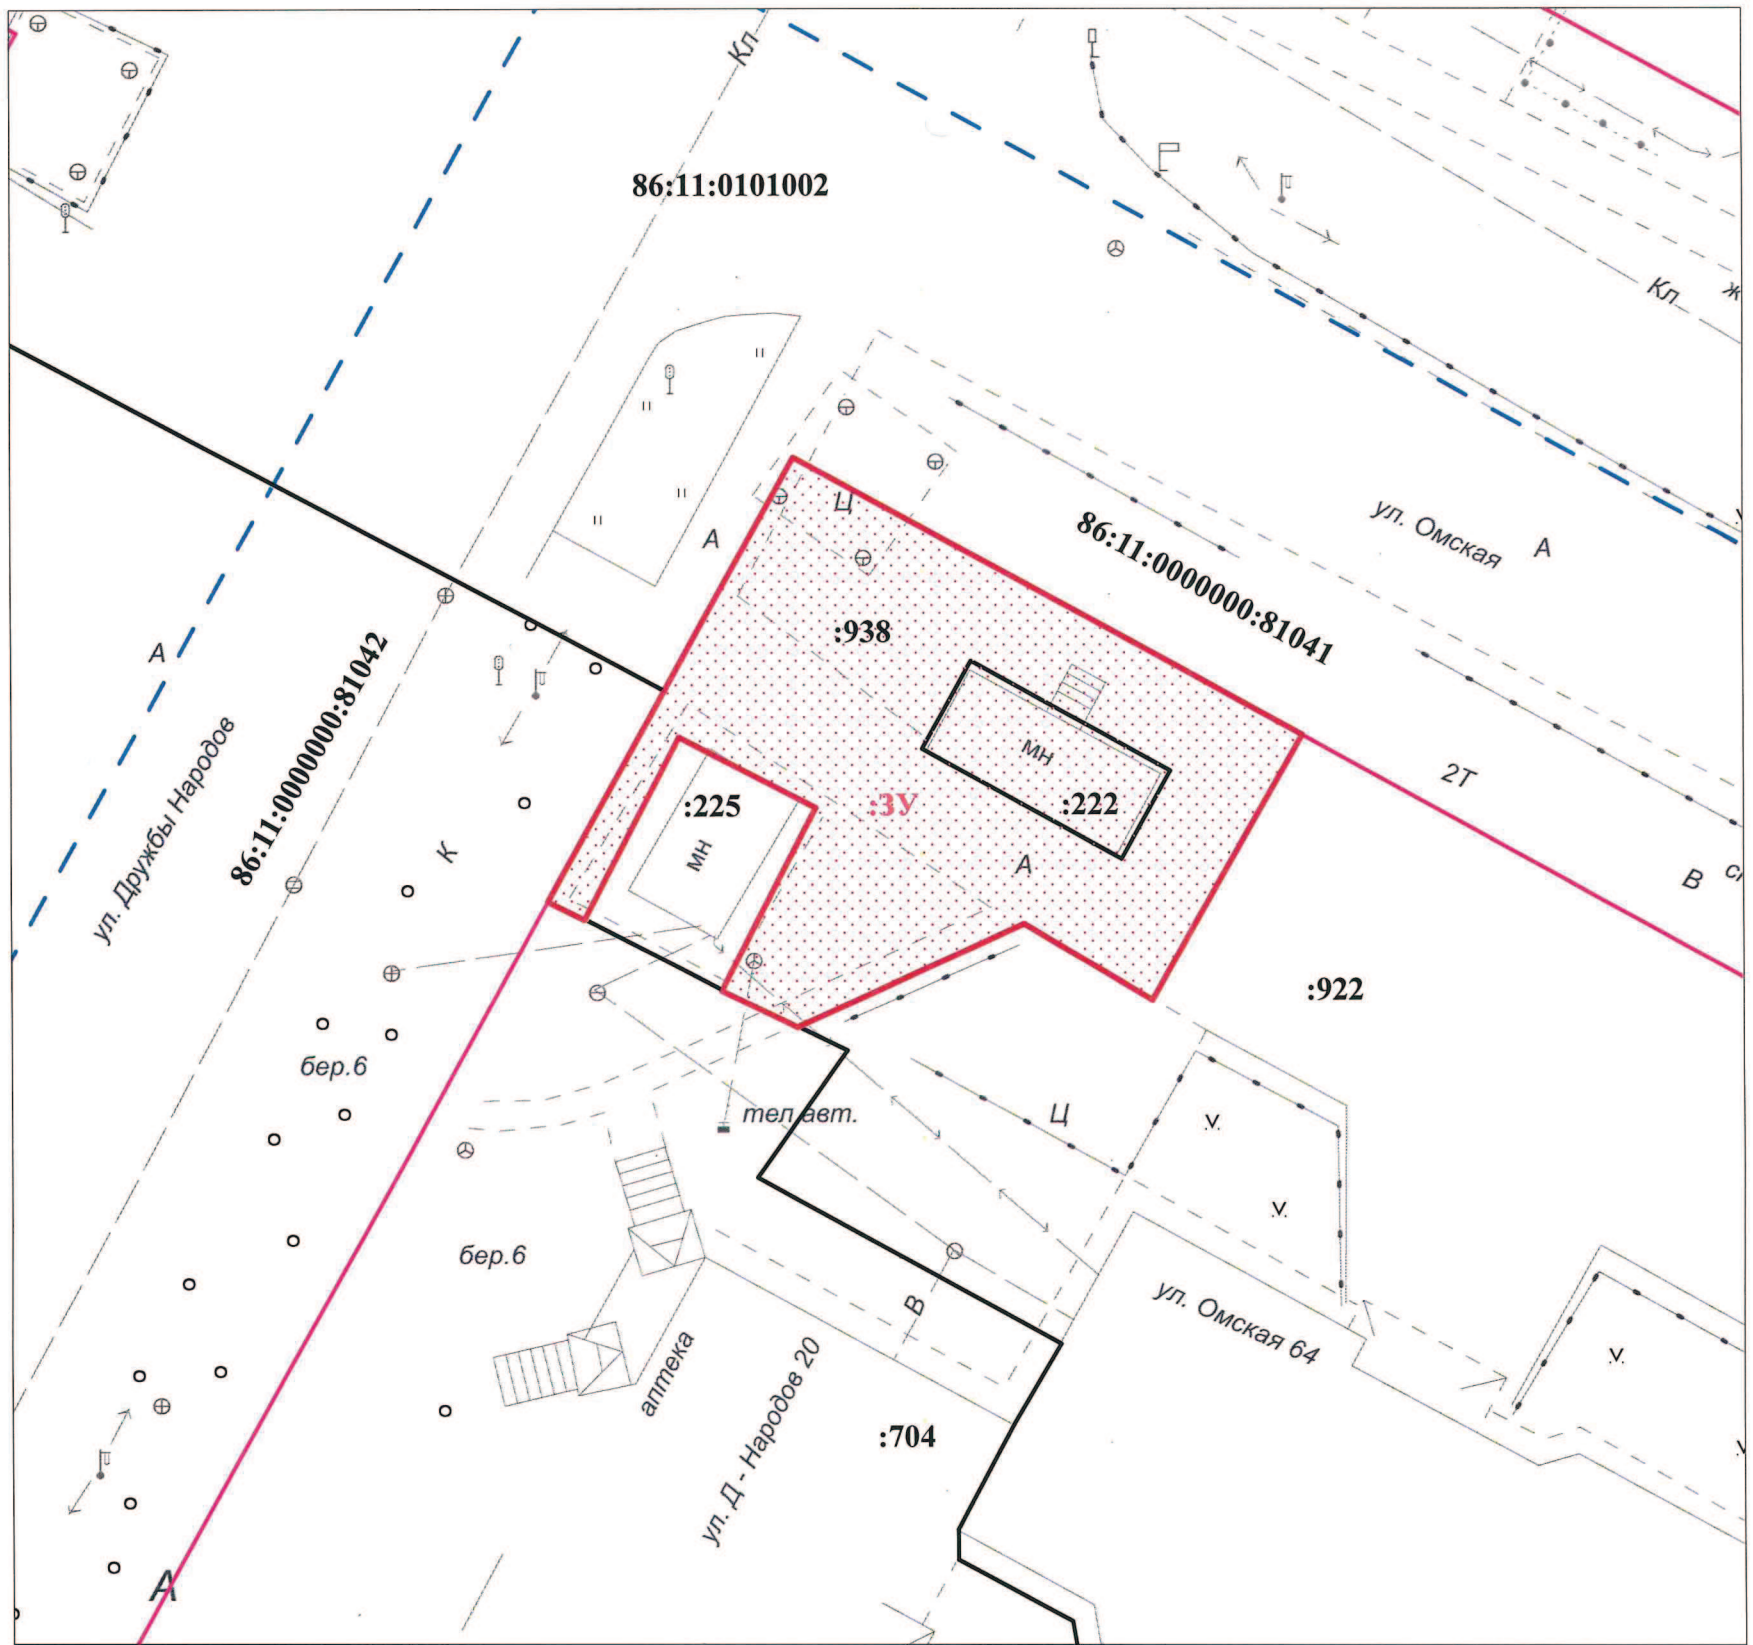 Кл
86:11:0101002
Кл
ж
Ц
А
ул. Омская
А
86:11:0000000:81041
:938
А
86:11:0000000:81042
ул. Дружбы Народов
мн
2Т
:225
:ЗУ
:222
мн
К
А
В
:922
бер.6
тел.авт.
Ц
бер.6
В
ул. Омская 64
аптека
ул. Д - Народов 20
:704
А